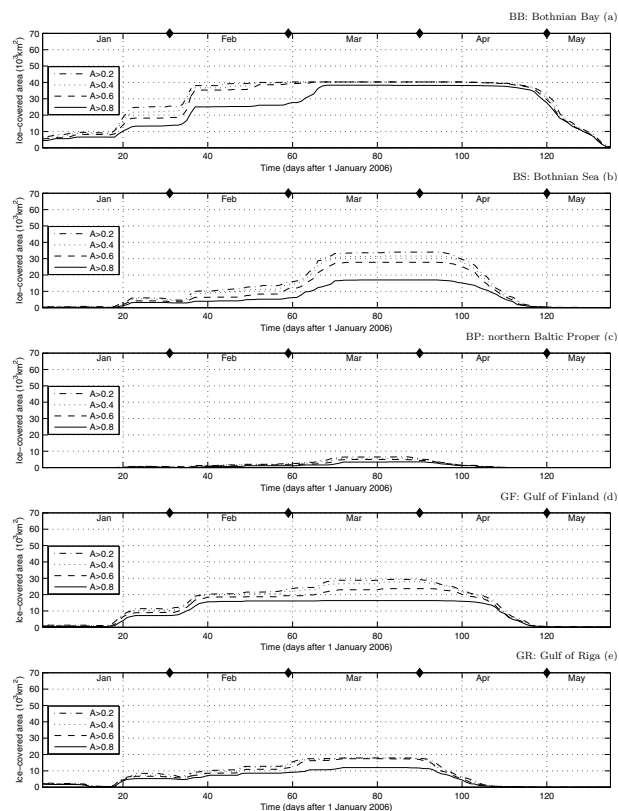 BB: Bothnian Bay (a)
Ice−covered area (10³km²)
70
60
50
40
30
20
10
0
Jan Feb Mar Apr May
A>0.2
A>0.4
A>0.6
A>0.8
20 40 60 80 100 120
Time (days after 1 January 2006)
BS: Bothnian Sea (b)
Ice−covered area (10³km²)
70
60
50
40
30
20
10
0
Jan Feb Mar Apr May
A>0.2
A>0.4
A>0.6
A>0.8
20 40 60 80 100 120
Time (days after 1 January 2006)
BP: northern Baltic Proper (c)
Ice−covered area (10³km²)
70
60
50
40
30
20
10
0
Jan Feb Mar Apr May
A>0.2
A>0.4
A>0.6
A>0.8
20 40 60 80 100 120
Time (days after 1 January 2006)
GF: Gulf of Finland (d)
Ice−covered area (10³km²)
70
60
50
40
30
20
10
0
Jan Feb Mar Apr May
A>0.2
A>0.4
A>0.6
A>0.8
20 40 60 80 100 120
Time (days after 1 January 2006)
GR: Gulf of Riga (e)
Ice−covered area (10³km²)
70
60
50
40
30
20
10
0
Jan Feb Mar Apr May
A>0.2
A>0.4
A>0.6
A>0.8
20 40 60 80 100 120
Time (days after 1 January 2006)